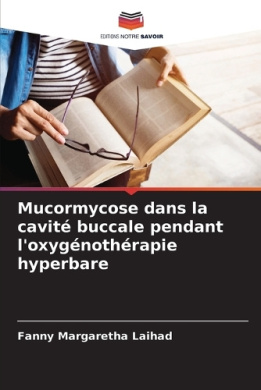 EDITIONS NOTRE SAVOIR
Mucormycose dans la
cavité buccale pendant
l'oxygénothérapie
hyperbare
Fanny Margaretha Laihad